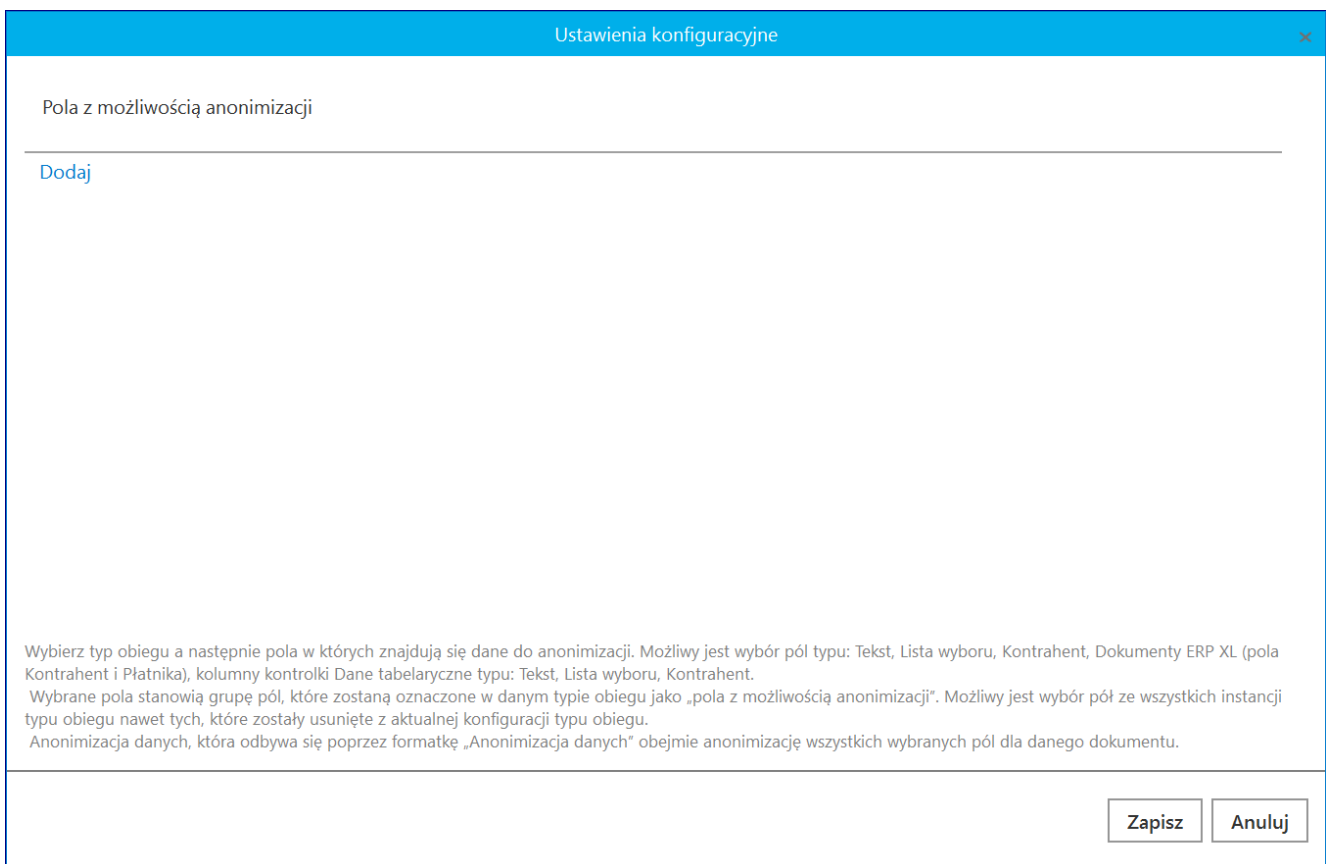 Ustawienia konfiguracyjne
Pola z możliwością anonimizacji
Dodaj
Wybierz typ obiegu a następnie pola w których znajdują się dane do anonimizacji. Możliwy jest wybór pól typu: Tekst, Lista wyboru, Kontrahent, Dokumenty ERP XL (pola
Kontrahent i Płatnika), kolumny kontrolki Dane tabelaryczne typu: Tekst, Lista wyboru, Kontrahent.
Wybrane pola stanowią grupę pól, które zostaną oznaczone w danym typie obiegu jako „pola z możliwością anonimizacji”. Możliwy jest wybór pół ze wszystkich instancji
typu obiegu nawet tych, które zostały usunięte z aktualnej konfiguracji typu obiegu.
Anonimizacja danych, która odbywa się poprzez formatkę „Anonimizacja danych” obejmie anonimizację wszystkich wybranych pól dla danego dokumentu.
Zapisz Anuluj